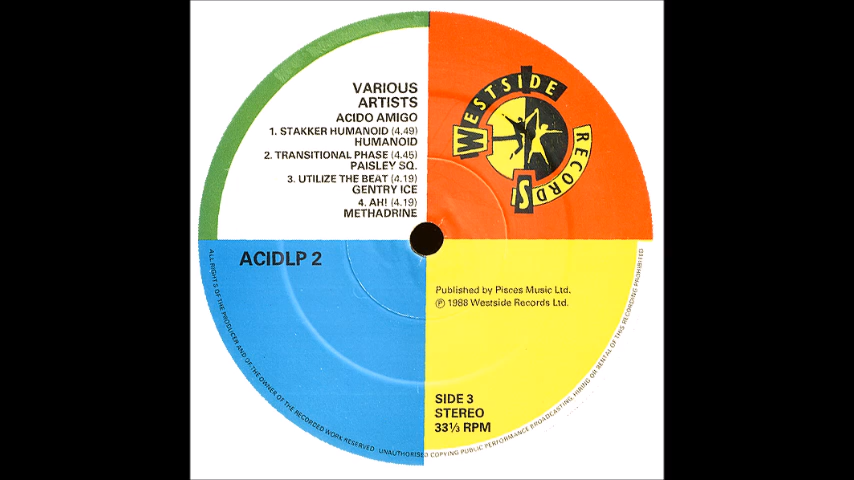 VARIOUS
ARTISTS
ACIDO AMIGO
1. STAKKER HUMANOID (4.49)
HUMANOID
2. TRANSITIONAL PHASE (4.45)
PAISLEY SQ.
3. UTILIZE THE BEAT (4.19)
GENTRY ICE
4. AH! (4.19)
METHADRINE
WESTSIDE
RECORDS
ACIDLP 2
Published by Pisces Music Ltd.
℗ 1988 Westside Records Ltd.
SIDE 3
STEREO
33⅓ RPM
ALL RIGHTS OF THE PRODUCER AND OF THE OWNER OF THE RECORDED WORK RESERVED UNAUTHORISED COPYING PUBLIC PERFORMANCE BROADCASTING, HIRING OR RENTAL OF THIS RECORDING PROHIBITED